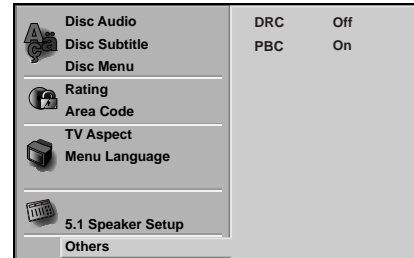 Disc Audio
Disc Subtitle
Disc Menu
Rating
Area Code
TV Aspect
Menu Language
5.1 Speaker Setup
Others
DRC Off
PBC On